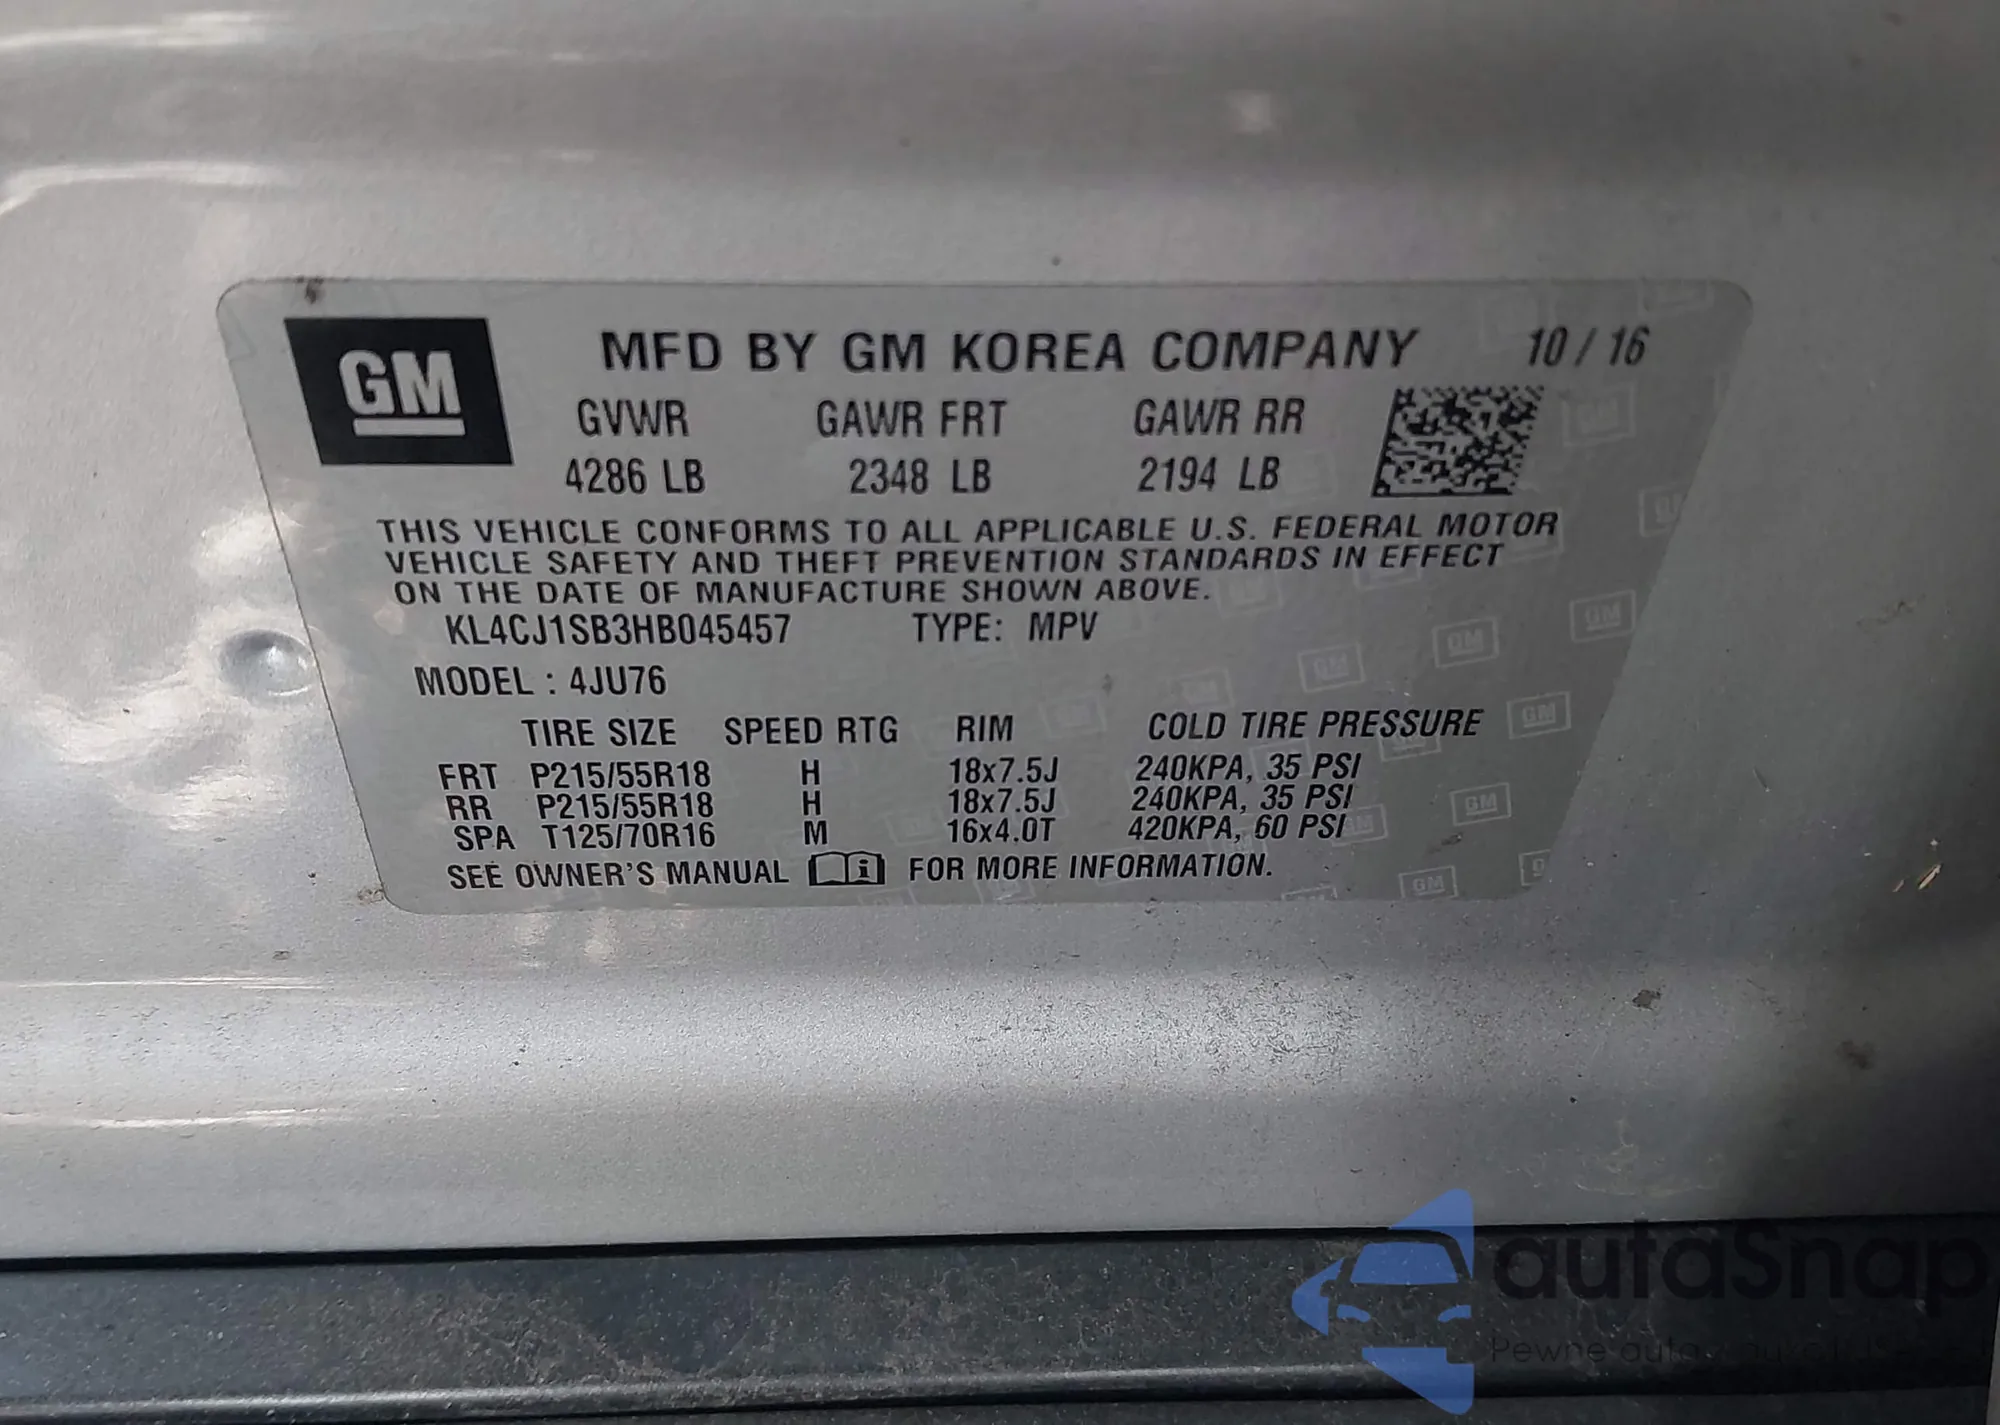 GM
MFD BY GM KOREA COMPANY 10 / 16
GVWR GAWR FRT GAWR RR
4286 LB 2348 LB 2194 LB
THIS VEHICLE CONFORMS TO ALL APPLICABLE U.S. FEDERAL MOTOR
VEHICLE SAFETY AND THEFT PREVENTION STANDARDS IN EFFECT
ON THE DATE OF MANUFACTURE SHOWN ABOVE.
KL4CJ1SB3HB045457 TYPE: MPV
MODEL : 4JU76
TIRE SIZE SPEED RTG RIM COLD TIRE PRESSURE
FRT P215/55R18 H 18x7.5J 240KPA, 35 PSI
RR P215/55R18 H 18x7.5J 240KPA, 35 PSI
SPA T125/70R16 M 16x4.0T 420KPA, 60 PSI
SEE OWNER'S MANUAL FOR MORE INFORMATION.
autaSnap
Pewne auta z